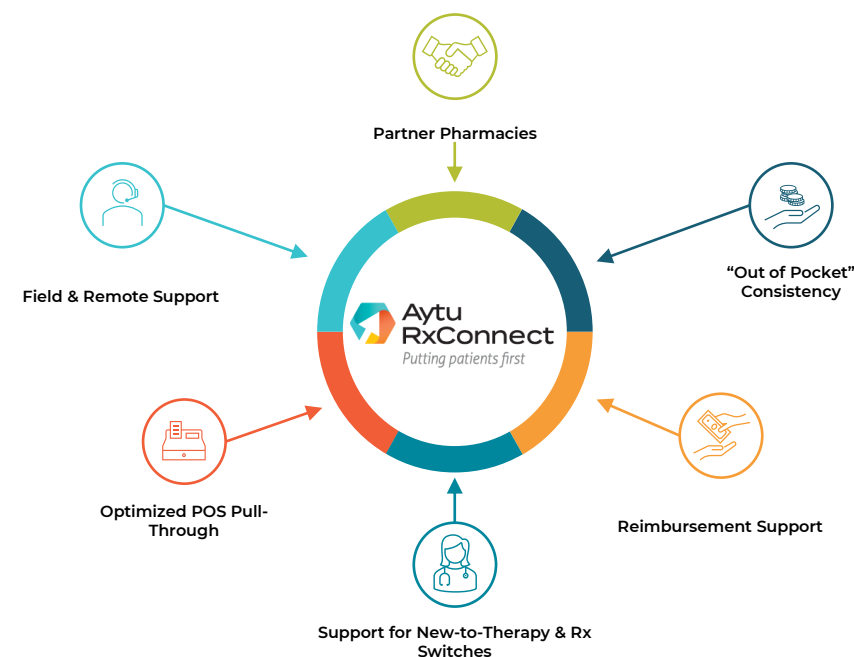 Partner Pharmacies
Field & Remote Support
“Out of Pocket”
Consistency
Aytu
RxConnect
Putting patients first
Optimized POS Pull-
Through
Reimbursement Support
Support for New-to-Therapy & Rx
Switches